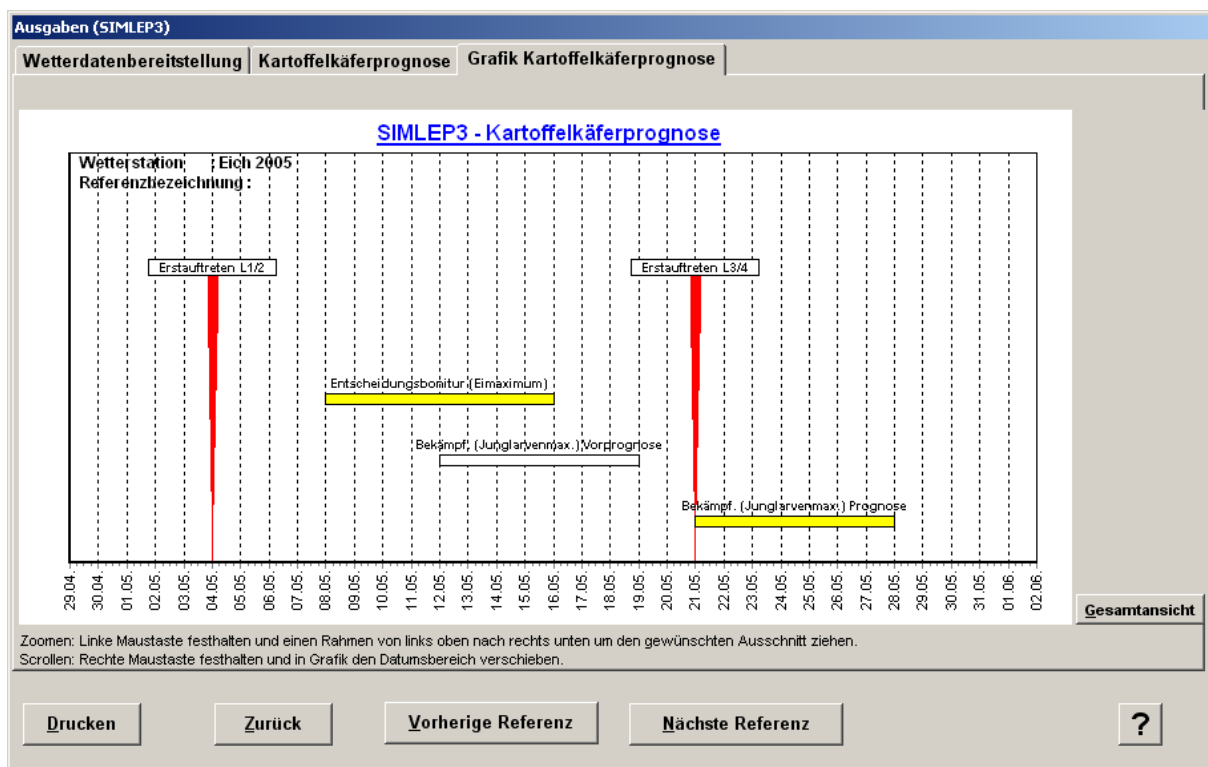 Ausgaben (SIMLEP3)
Wetterdatenbereitstellung Kartoffelkäferprognose Grafik Kartoffelkäferprognose
SIMLEP3 - Kartoffelkäferprognose
Wetterstation : Eich 2005
Referenzbezeichnung :
Erstauftreten L1/2 Erstauftreten L3/4
Entscheidungsbonitur (Eimaximum)
Bekämpf. (Junglarvenmax.) Vorprognose
Bekämpf. (Junglarvenmax.) Prognose
29.04. 30.04. 01.05. 02.05. 03.05. 04.05. 05.05. 06.05. 07.05. 08.05. 09.05. 10.05. 11.05. 12.05. 13.05. 14.05. 15.05. 16.05. 17.05. 18.05. 19.05. 20.05. 21.05. 22.05. 23.05. 24.05. 25.05. 26.05. 27.05. 28.05. 29.05. 30.05. 31.05. 01.06. 02.06.
Gesamtansicht
Zoomen: Linke Maustaste festhalten und einen Rahmen von links oben nach rechts unten um den gewünschten Ausschnitt ziehen.
Scrollen: Rechte Maustaste festhalten und in Grafik den Datumsbereich verschieben.
Drucken Zurück Vorherige Referenz Nächste Referenz ?